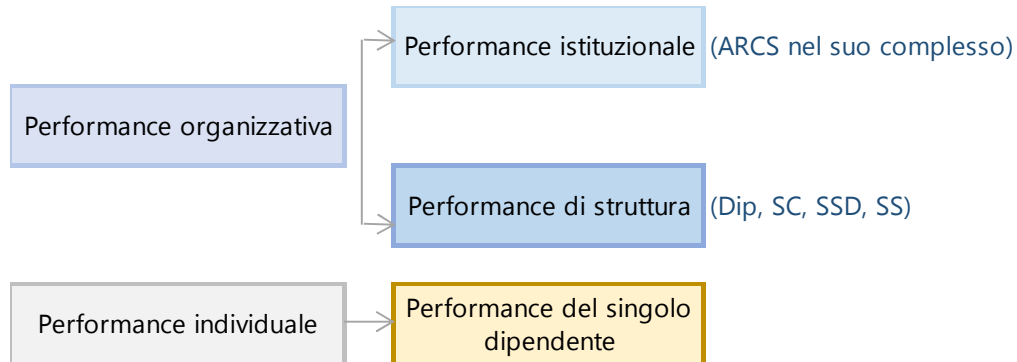 Performance istituzionale (ARCS nel suo complesso)
Performance organizzativa
Performance di struttura (Dip, SC, SSD, SS)
Performance individuale
Performance del singolo
dipendente